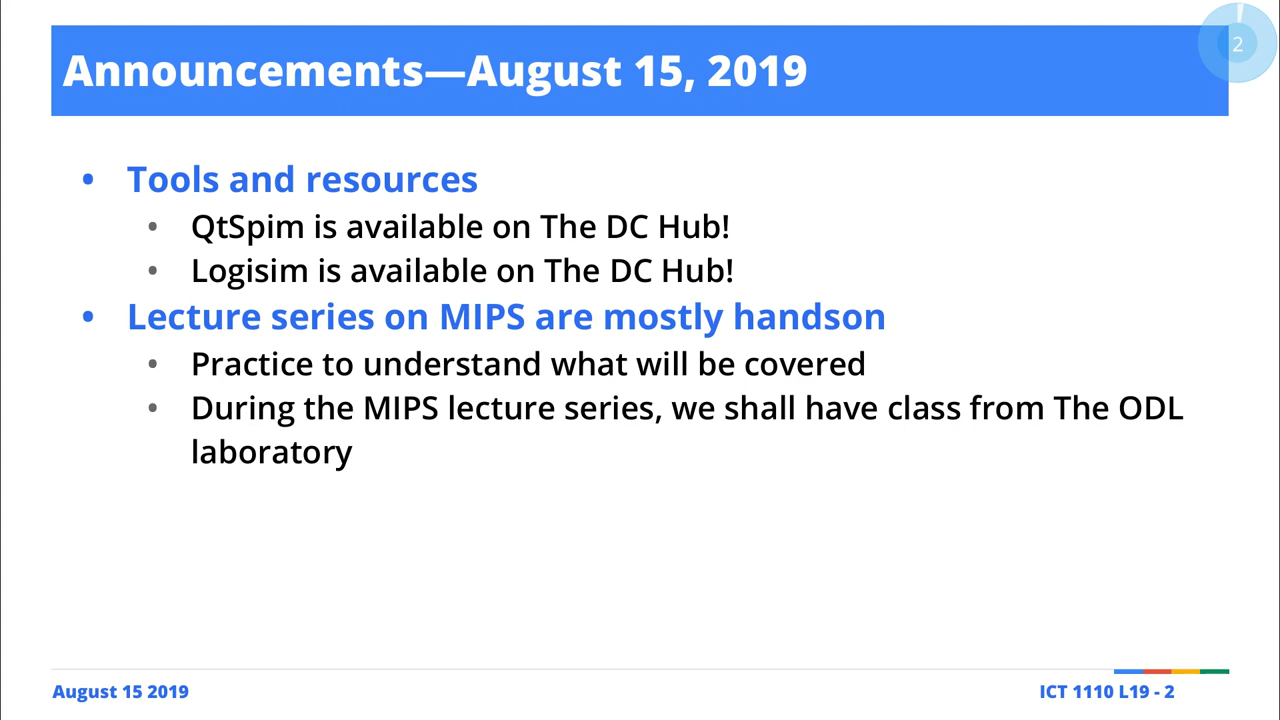 Announcements—August 15, 2019
2
• Tools and resources
• QtSpim is available on The DC Hub!
• Logisim is available on The DC Hub!
• Lecture series on MIPS are mostly handson
• Practice to understand what will be covered
• During the MIPS lecture series, we shall have class from The ODL
laboratory
August 15 2019
ICT 1110 L19 - 2